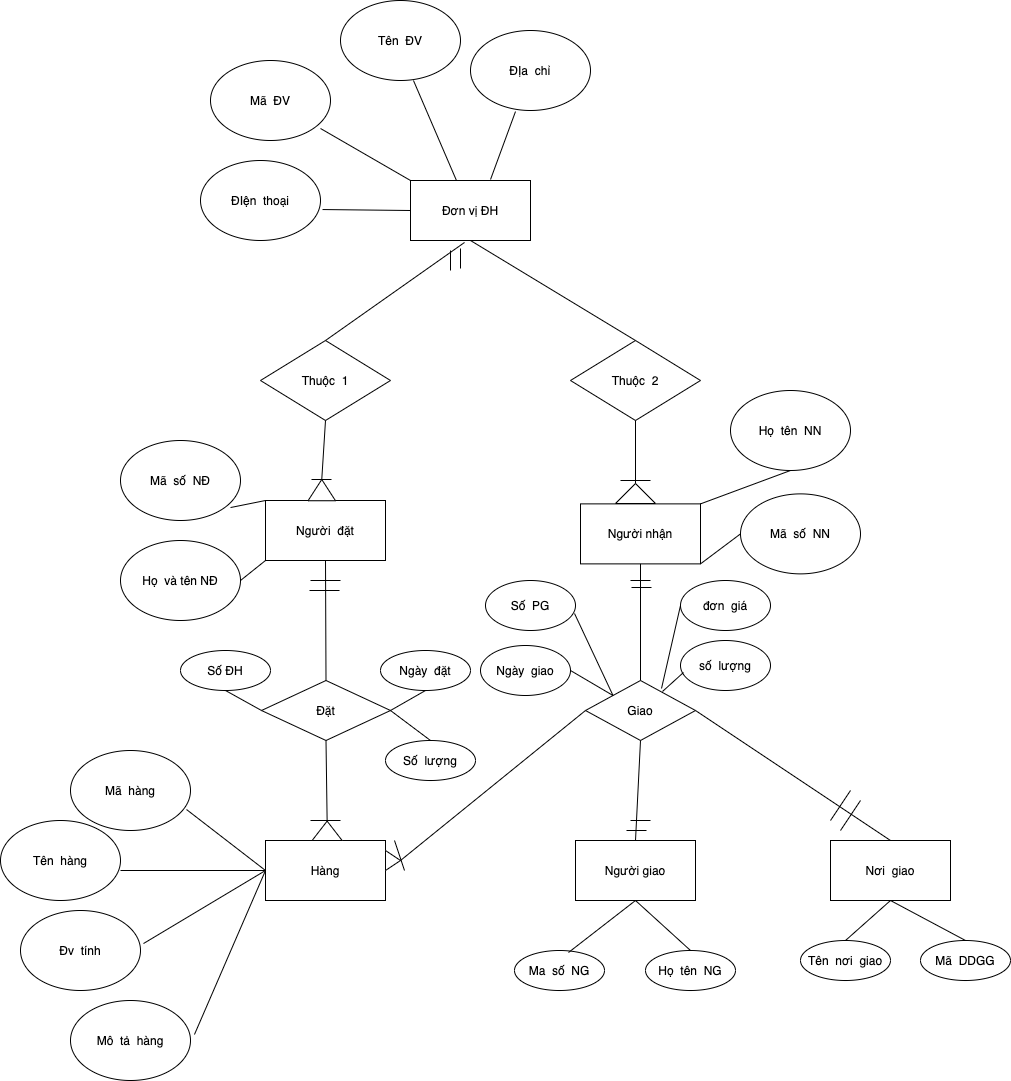 Tên ĐV
Địa chỉ
Mã ĐV
Điện thoại
Đơn vị ĐH
Thuộc 1
Thuộc 2
Họ tên NN
Mã số NĐ
Người đặt
Người nhận
Mã số NN
Họ và tên NĐ
Số PG
đơn giá
Số ĐH
Ngày đặt
Ngày giao
số lượng
Đặt
Giao
Số lượng
Mã hàng
Tên hàng
Hàng
Người giao
Nơi giao
Đv tính
Ma số NG
Họ tên NG
Tên nơi giao
Mã DDGG
Mô tả hàng